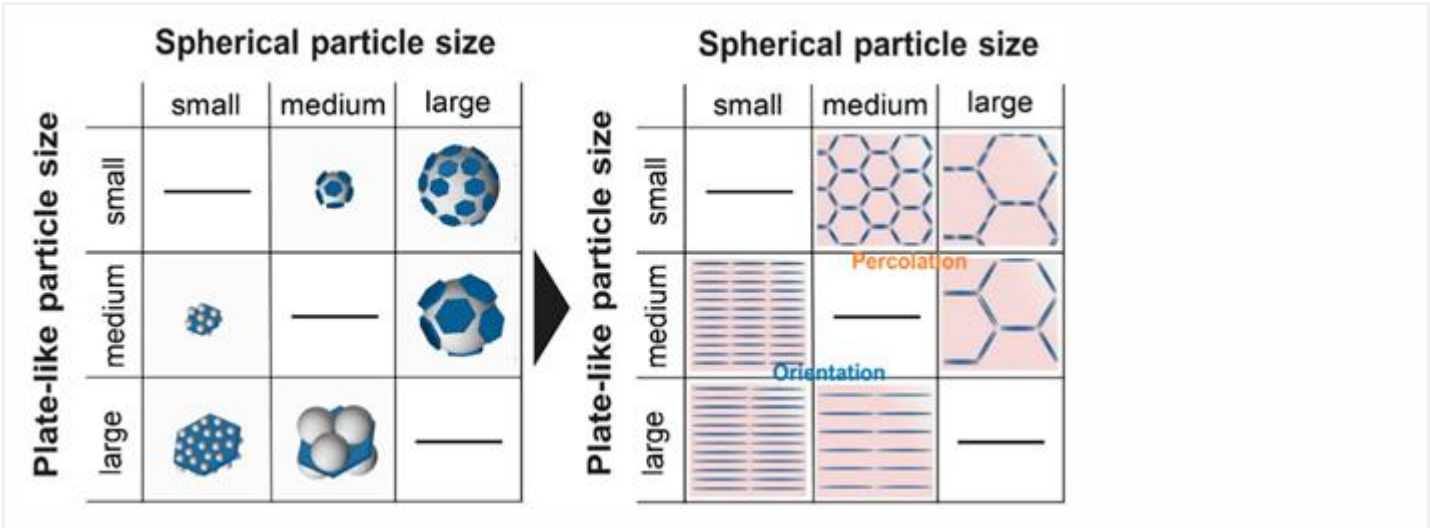 Spherical particle size
small medium large
Plate-like particle size
small
medium
large
Spherical particle size
small medium large
Plate-like particle size
small
Percolation
medium
Orientation
large